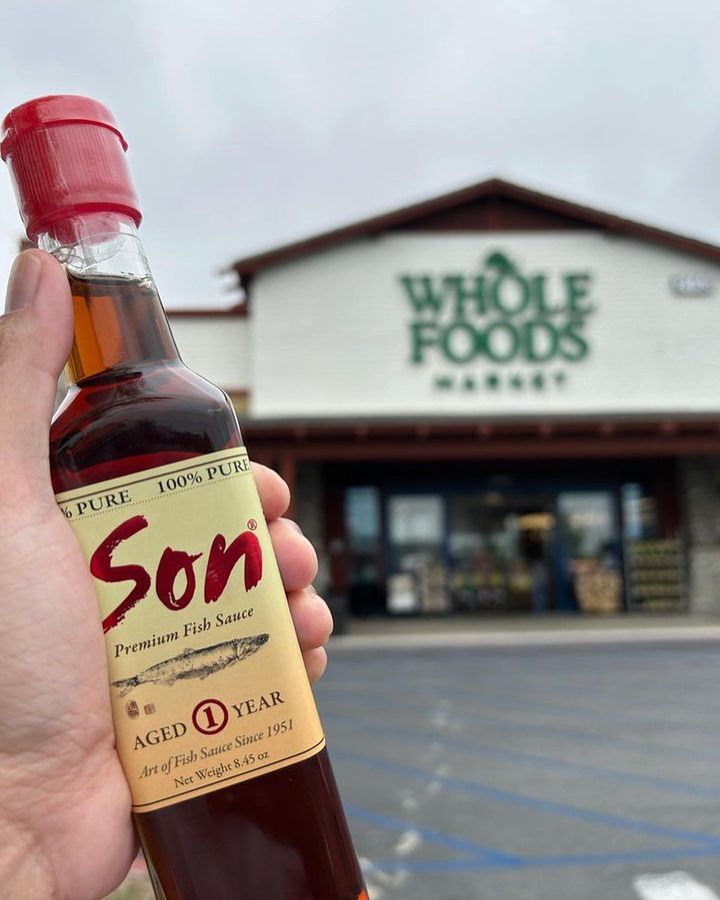 WHOLE
FOODS
MARKET
% PURE 100% PURE
Son®
Premium Fish Sauce
AGED 1 YEAR
Art of Fish Sauce Since 1951
Net Weight 8.45 oz